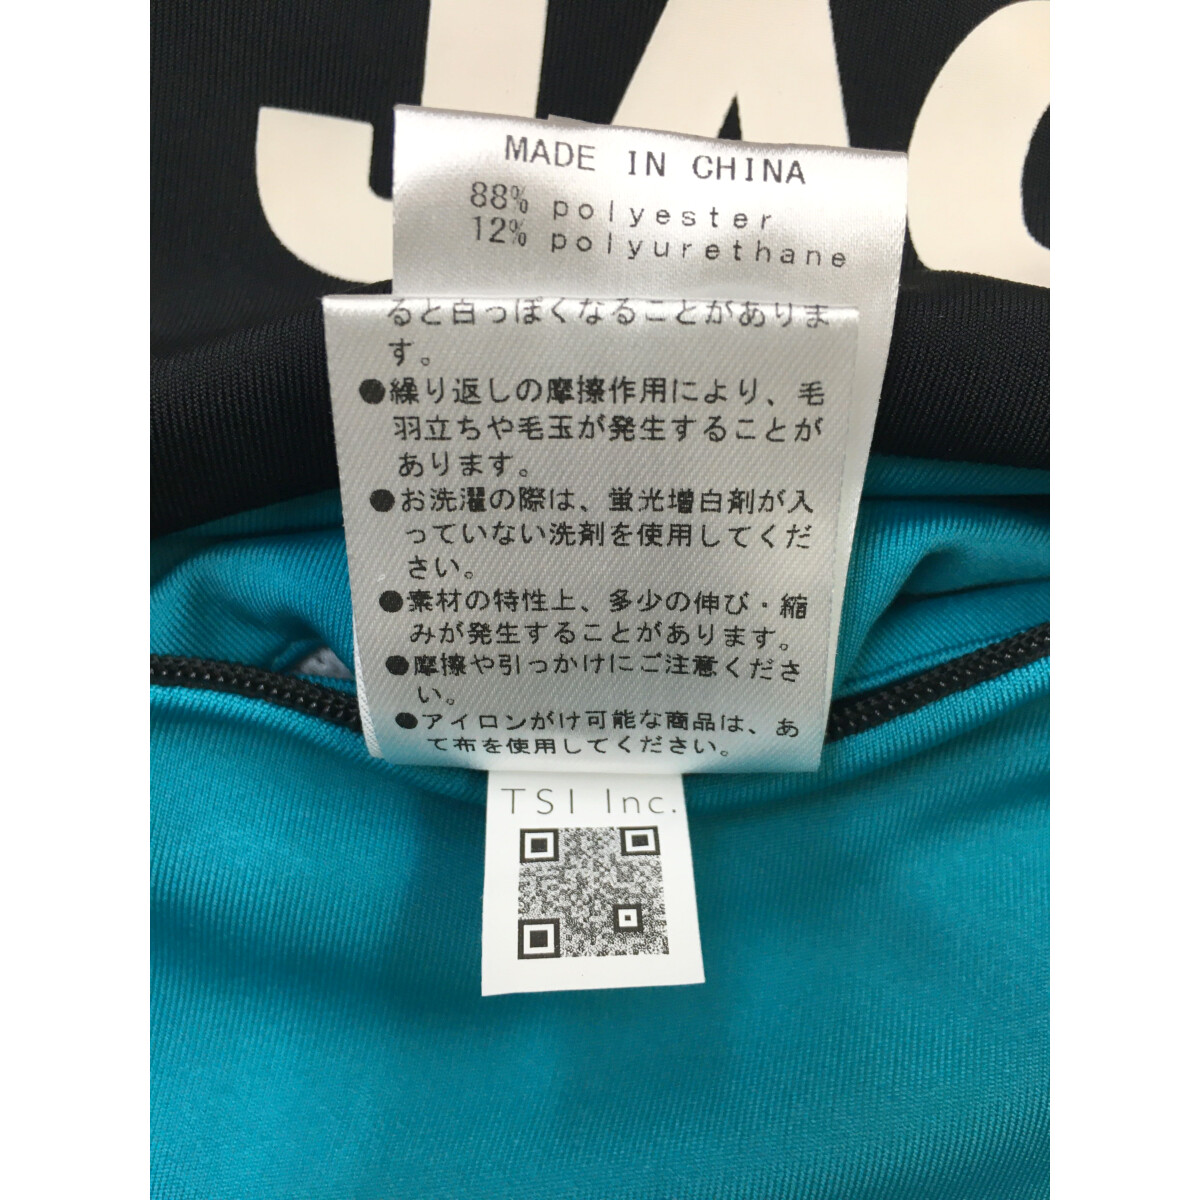 JAC
MADE IN CHINA
88% polyester
12% polyurethane
ると白っぽくなることがありま
す。
●繰り返しの摩擦作用により、毛
羽立ちや毛玉が発生することが
あります。
●お洗濯の際は、蛍光増白剤が入
っていない洗剤を使用してくだ
さい。
●素材の特性上、多少の伸び・縮
みが発生することがあります。
●摩擦や引っかけにご注意くださ
い。
●アイロンがけ可能な商品は、あ
て布を使用してください。
TSI Inc.